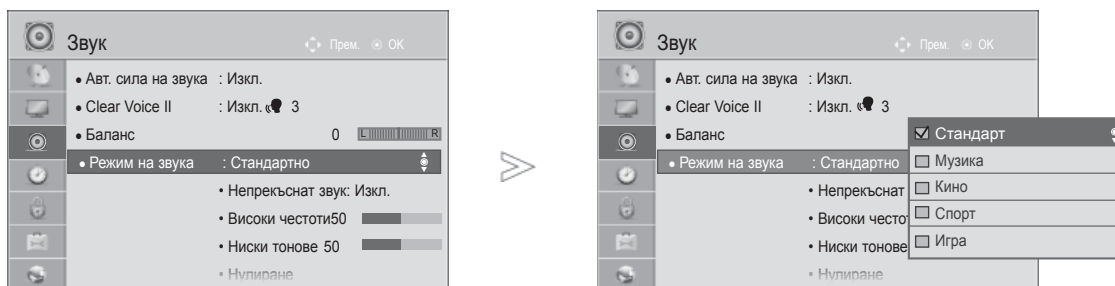 Звук Прем. OK
• Авт. сила на звука : Изкл.
• Clear Voice II : Изкл. 3
• Баланс 0 L R
• Режим на звука : Стандартно
• Непрекъснат звук: Изкл.
• Високи честоти50
• Ниски тонове 50
• Нулиране
Звук Прем. OK
• Авт. сила на звука : Изкл.
• Clear Voice II : Изкл. 3
• Баланс
• Режим на звука : Стандартно
• Непрекъснат
• Високи често
• Ниски тонове
• Нулиране
Стандарт
Музика
Кино
Спорт
Игра